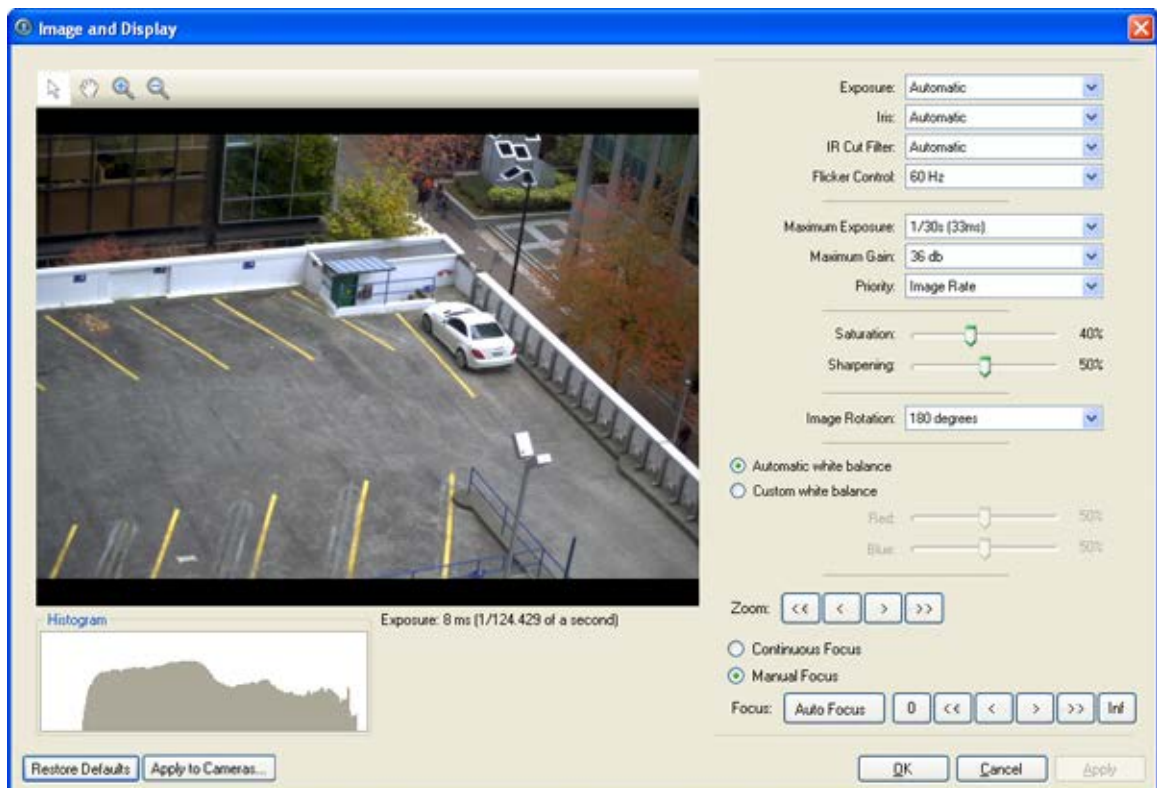 Image and Display
Exposure: Automatic
Iris: Automatic
IR Cut Filter: Automatic
Flicker Control: 60 Hz
Maximum Exposure: 1/30s (33ms)
Maximum Gain: 36 db
Priority: Image Rate
Saturation: 40%
Sharpening: 50%
Image Rotation: 180 degrees
Automatic white balance
Custom white balance
Red: 50%
Blue: 50%
Zoom: << < > >>
Continuous Focus
Manual Focus
Focus: Auto Focus 0 << < > >> Inf
Histogram
Exposure: 8 ms (1/124.429 of a second)
Restore Defaults Apply to Cameras... OK Cancel Apply